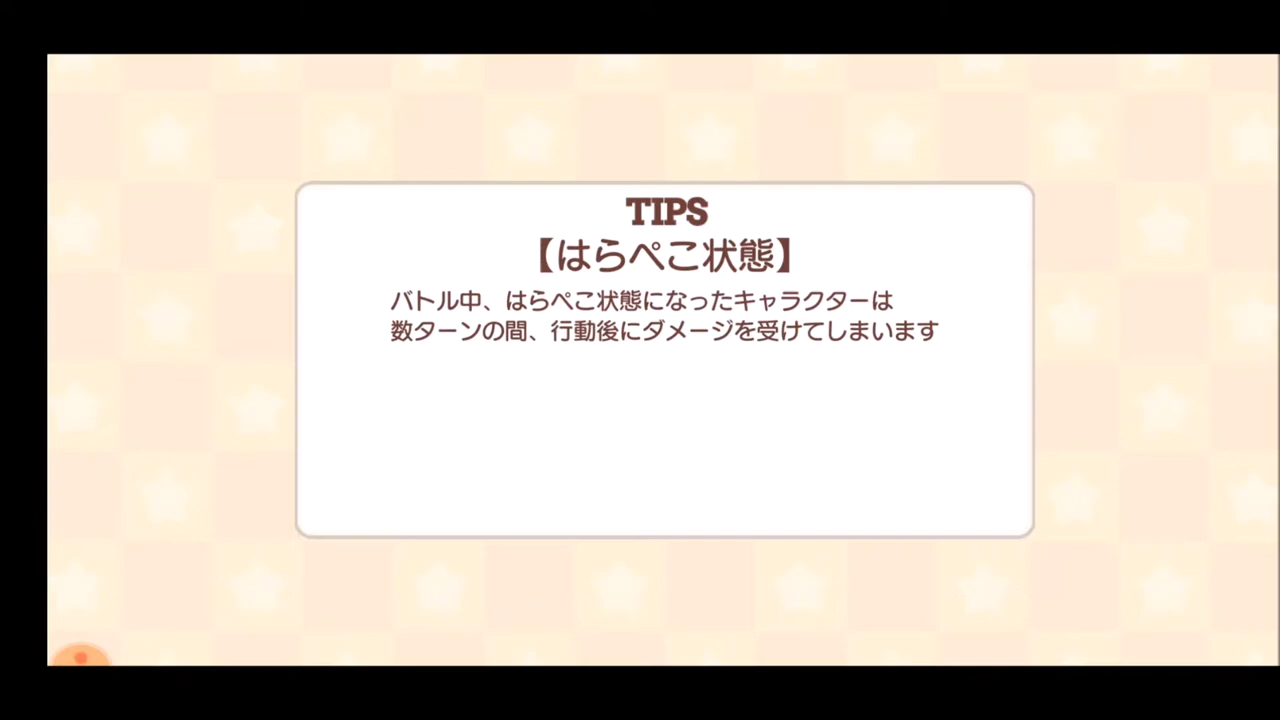 TIPS
【はらぺこ状態】
バトル中、はらぺこ状態になったキャラクターは
数ターンの間、行動後にダメージを受けてしまいます